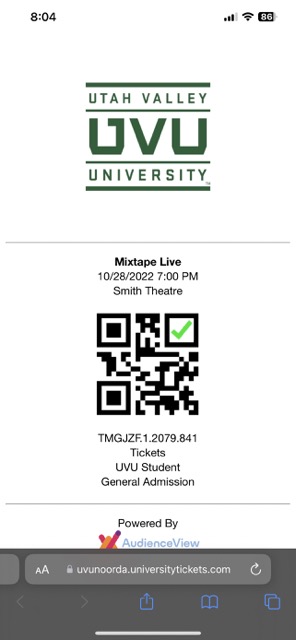 8:04
86
UTAH VALLEY
UVU
UNIVERSITY
TM
Mixtape Live
10/28/2022 7:00 PM
Smith Theatre
TMGJZF.1.2079.841
Tickets
UVU Student
General Admission
Powered By
AudienceView
AA uvunoorda.universitytickets.com